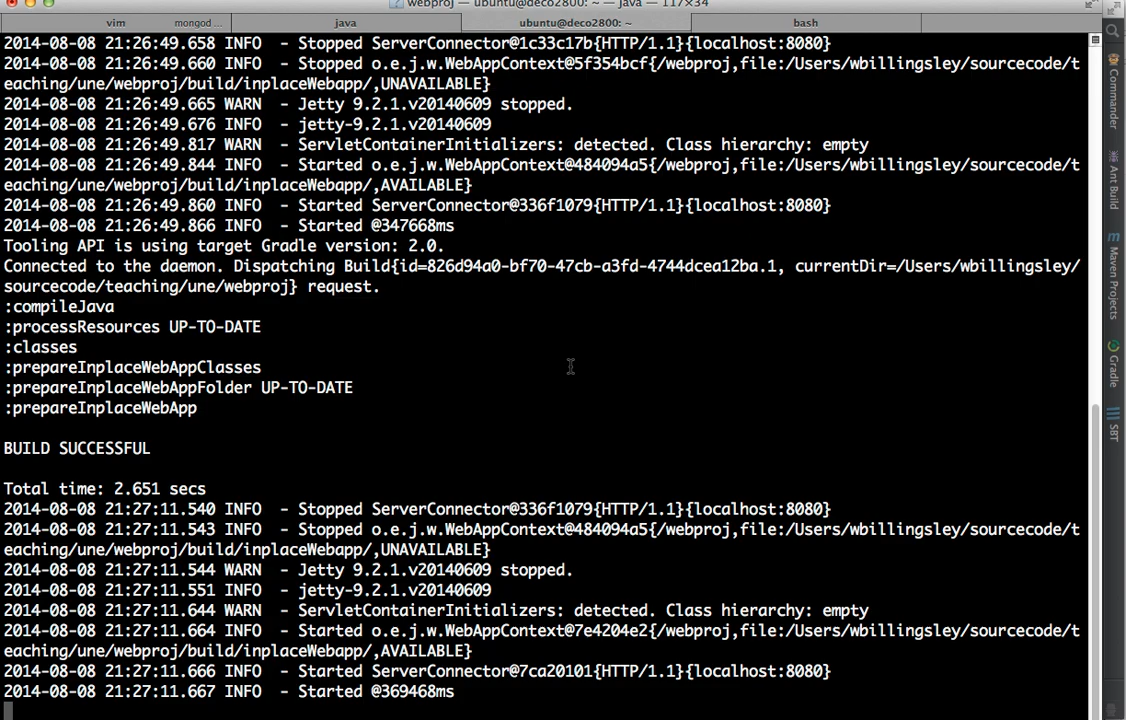 webproj — ubuntu@deco2800: ~ — java — 117×34
vim
mongod ...
java
ubuntu@deco2800: ~
bash
2014-08-08 21:26:49.658 INFO  - Stopped ServerConnector@1c33c17b{HTTP/1.1}{localhost:8080}
2014-08-08 21:26:49.660 INFO  - Stopped o.e.j.w.WebAppContext@5f354bcf{/webproj,file:/Users/wbillingsley/sourcecode/t
eaching/une/webproj/build/inplaceWebapp/,UNAVAILABLE}
2014-08-08 21:26:49.665 WARN  - Jetty 9.2.1.v20140609 stopped.
2014-08-08 21:26:49.676 INFO  - jetty-9.2.1.v20140609
2014-08-08 21:26:49.817 WARN  - ServletContainerInitializers: detected. Class hierarchy: empty
2014-08-08 21:26:49.844 INFO  - Started o.e.j.w.WebAppContext@484094a5{/webproj,file:/Users/wbillingsley/sourcecode/t
eaching/une/webproj/build/inplaceWebapp/,AVAILABLE}
2014-08-08 21:26:49.860 INFO  - Started ServerConnector@336f1079{HTTP/1.1}{localhost:8080}
2014-08-08 21:26:49.866 INFO  - Started @347668ms
Tooling API is using target Gradle version: 2.0.
Connected to the daemon. Dispatching Build{id=826d94a0-bf70-47cb-a3fd-4744dcea12ba.1, currentDir=/Users/wbillingsley/
sourcecode/teaching/une/webproj} request.
:compileJava
:processResources UP-TO-DATE
:classes
:prepareInplaceWebAppClasses
:prepareInplaceWebAppFolder UP-TO-DATE
:prepareInplaceWebApp
BUILD SUCCESSFUL
Total time: 2.651 secs
2014-08-08 21:27:11.540 INFO  - Stopped ServerConnector@336f1079{HTTP/1.1}{localhost:8080}
2014-08-08 21:27:11.543 INFO  - Stopped o.e.j.w.WebAppContext@484094a5{/webproj,file:/Users/wbillingsley/sourcecode/t
eaching/une/webproj/build/inplaceWebapp/,UNAVAILABLE}
2014-08-08 21:27:11.544 WARN  - Jetty 9.2.1.v20140609 stopped.
2014-08-08 21:27:11.551 INFO  - jetty-9.2.1.v20140609
2014-08-08 21:27:11.644 WARN  - ServletContainerInitializers: detected. Class hierarchy: empty
2014-08-08 21:27:11.664 INFO  - Started o.e.j.w.WebAppContext@7e4204e2{/webproj,file:/Users/wbillingsley/sourcecode/t
eaching/une/webproj/build/inplaceWebapp/,AVAILABLE}
2014-08-08 21:27:11.666 INFO  - Started ServerConnector@7ca20101{HTTP/1.1}{localhost:8080}
2014-08-08 21:27:11.667 INFO  - Started @369468ms
Commander
Ant Build
Maven Projects
Gradle
SBT